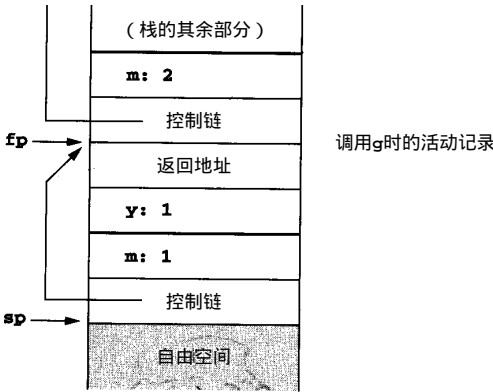 （栈的其余部分）
m: 2
控制链
fp
调用g时的活动记录
返回地址
y: 1
m: 1
控制链
sp
自由空间